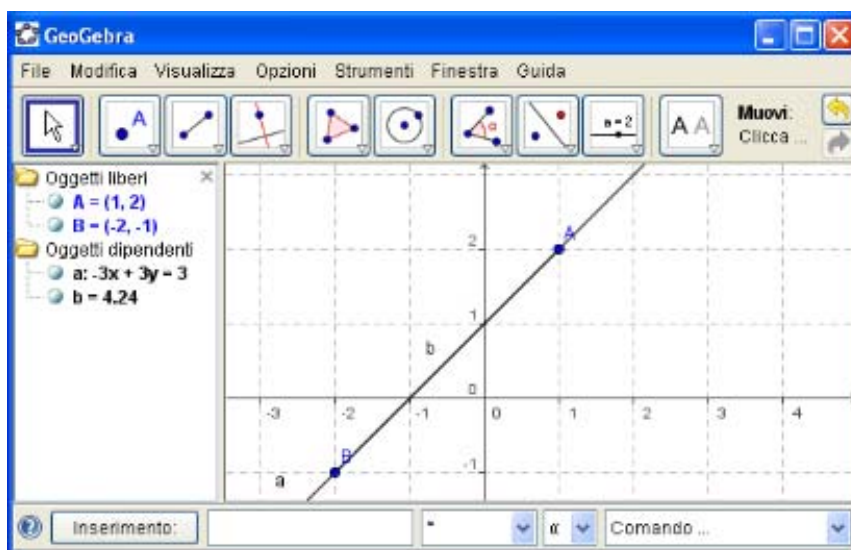 GeoGebra
File Modifica Visualizza Opzioni Strumenti Finestra Guida
A a = 2 A A Muovi:
α Clicca ...
Oggetti liberi
A = (1, 2)
B = (-2, -1)
Oggetti dipendenti
a: -3x + 3y = 3
b = 4.24
A
2
1
b
0
-3 -2 -1 0 1 2 3 4
B
-1
a
Inserimento: α Comando ...